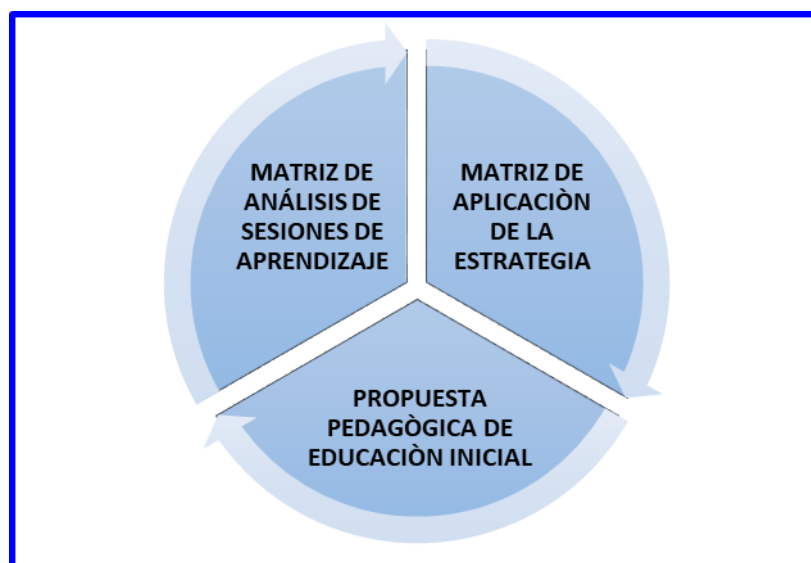 MATRIZ DE
ANÁLISIS DE
SESIONES DE
APRENDIZAJE
MATRIZ DE
APLICACIÒN
DE LA
ESTRATEGIA
PROPUESTA
PEDAGÒGICA DE
EDUCACIÒN INICIAL